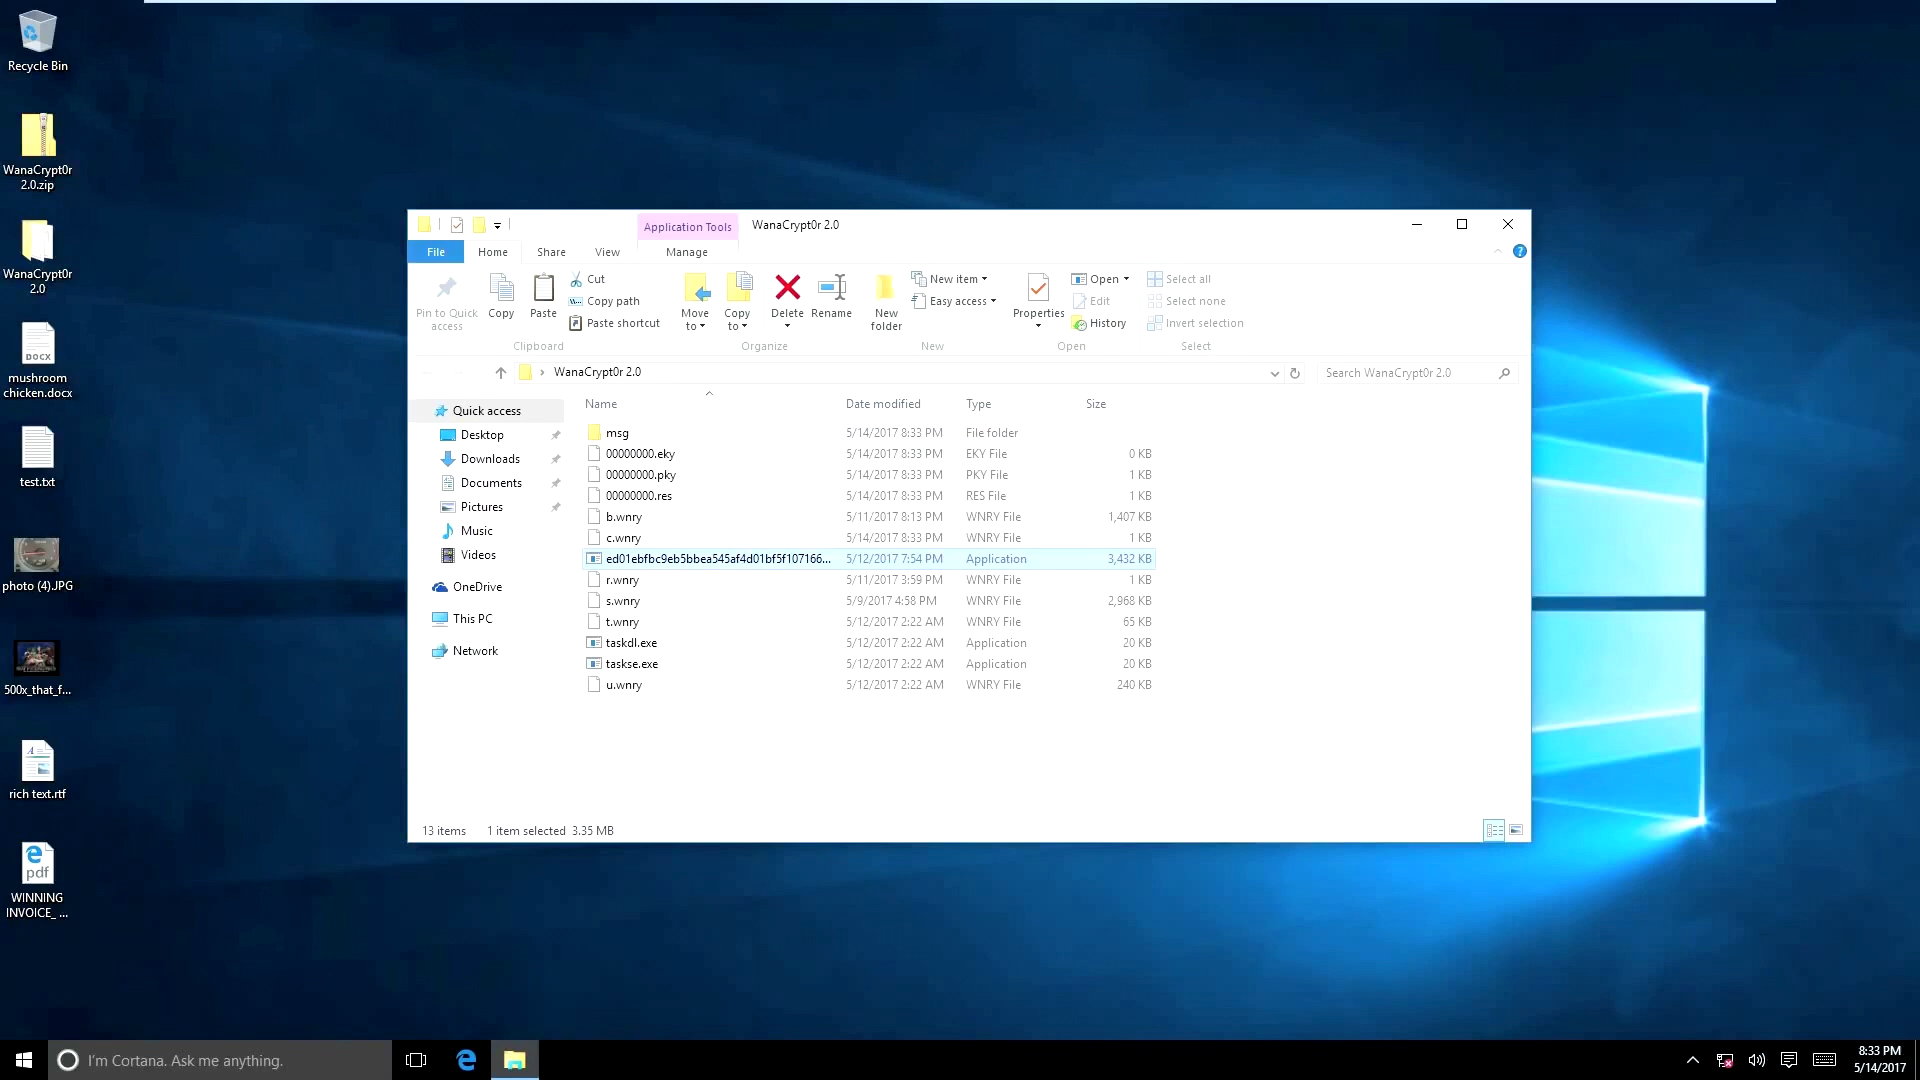 Recycle Bin
WanaCrypt0r
2.0.zip
WanaCrypt0r
2.0
DOCX
mushroom
chicken.docx
test.txt
photo (4).JPG
500x_that_f...
rich text.rtf
pdf
WINNING
INVOICE_ ...
Application Tools
WanaCrypt0r 2.0
File
Home
Share
View
Manage
Pin to Quick
access
Copy
Paste
Cut
Copy path
Paste shortcut
Clipboard
Move
to
Copy
to
Delete
Rename
Organize
New
folder
New item
Easy access
New
Properties
Open
Edit
History
Open
Select all
Select none
Invert selection
Select
WanaCrypt0r 2.0
Search WanaCrypt0r 2.0
Quick access
Desktop
Downloads
Documents
Pictures
Music
Videos
OneDrive
This PC
Network
Name Date modified Type Size
msg 5/14/2017 8:33 PM File folder
00000000.eky 5/14/2017 8:33 PM EKY File 0 KB
00000000.pky 5/14/2017 8:33 PM PKY File 1 KB
00000000.res 5/14/2017 8:33 PM RES File 1 KB
b.wnry 5/11/2017 8:13 PM WNRY File 1,407 KB
c.wnry 5/14/2017 8:33 PM WNRY File 1 KB
ed01ebfbc9eb5bbea545af4d01bf5f107166... 5/12/2017 7:54 PM Application 3,432 KB
r.wnry 5/11/2017 3:59 PM WNRY File 1 KB
s.wnry 5/9/2017 4:58 PM WNRY File 2,968 KB
t.wnry 5/12/2017 2:22 AM WNRY File 65 KB
taskdl.exe 5/12/2017 2:22 AM Application 20 KB
taskse.exe 5/12/2017 2:22 AM Application 20 KB
u.wnry 5/12/2017 2:22 AM WNRY File 240 KB
13 items 1 item selected 3.35 MB
I'm Cortana. Ask me anything.
8:33 PM
5/14/2017